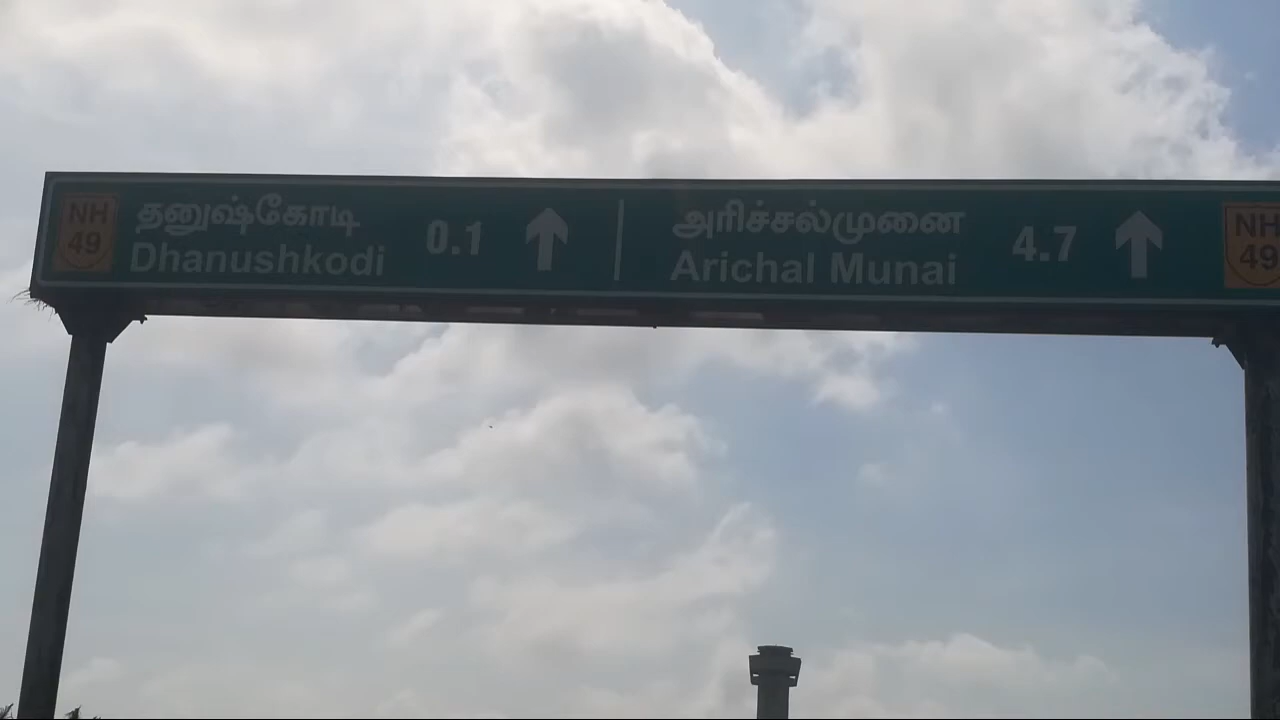 NH
49
தனுஷ்கோடி
Dhanushkodi
0.1
அரிச்சல்முனை
Arichal Munai
4.7
NH
49